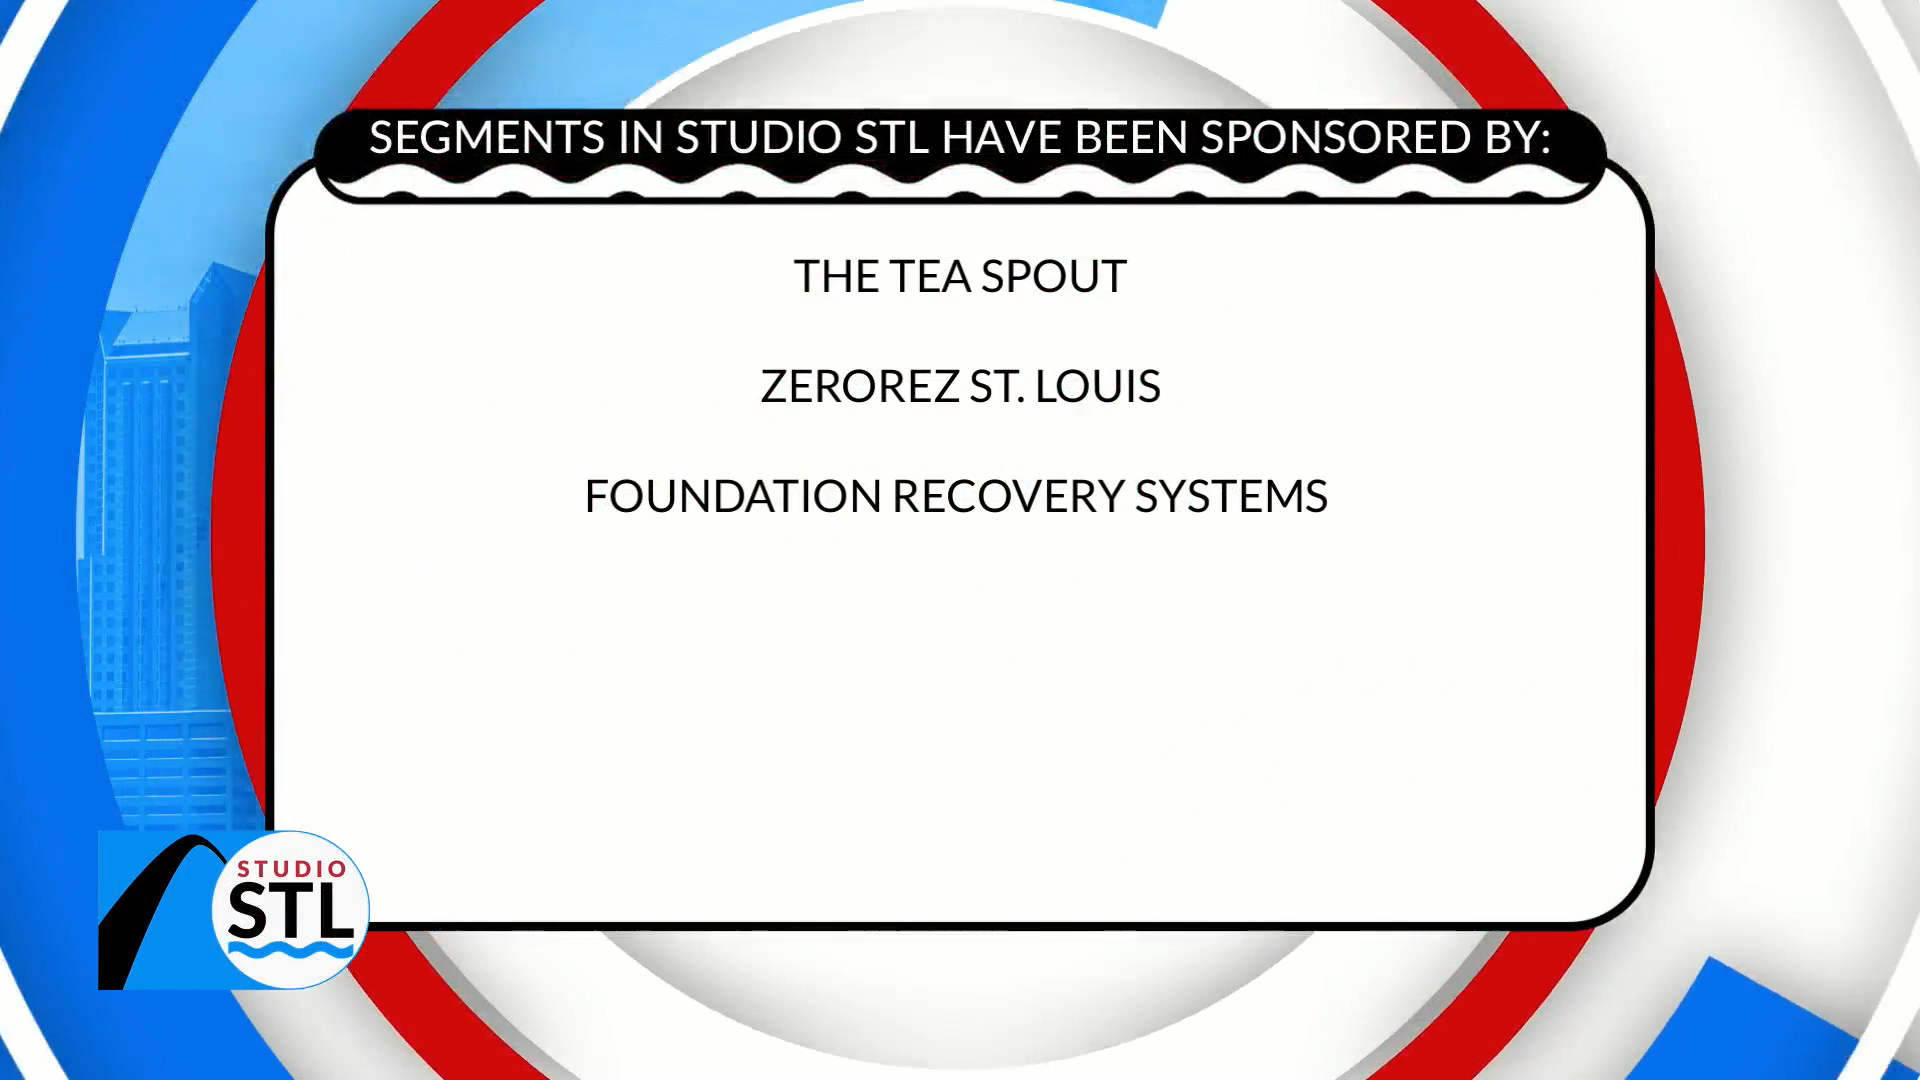 SEGMENTS IN STUDIO STL HAVE BEEN SPONSORED BY:
THE TEA SPOUT
ZEROREZ ST. LOUIS
FOUNDATION RECOVERY SYSTEMS
STUDIO
STL